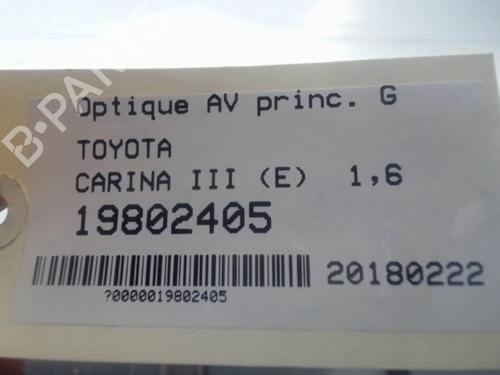 B-PARTS
Optique AV princ. G
TOYOTA
CARINA III (E) 1,6
19802405
20180222
?0000019802405